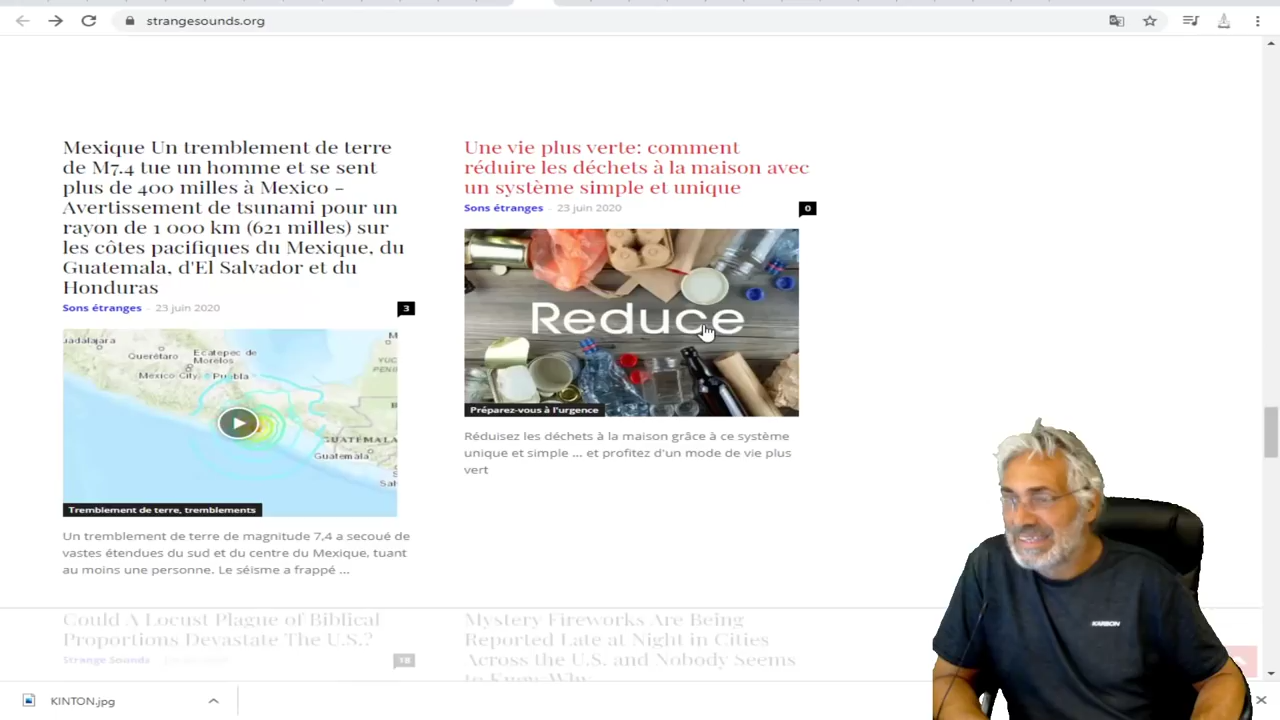 strangesounds.org
Mexique Un tremblement de terre
de M7.4 tue un homme et se sent
plus de 400 milles à Mexico -
Avertissement de tsunami pour un
rayon de 1 000 km (621 milles) sur
les côtes pacifiques du Mexique, du
Guatemala, d'El Salvador et du
Honduras
Sons étranges - 23 juin 2020
3
Querétaro
Ecatepec de
Morelos
Mexico City
Puebla
GUATEMALA
Guatemala
Tremblement de terre, tremblements
Un tremblement de terre de magnitude 7,4 a secoué de
vastes étendues du sud et du centre du Mexique, tuant
au moins une personne. Le séisme a frappé ...
Une vie plus verte: comment
réduire les déchets à la maison avec
un système simple et unique
Sons étranges - 23 juin 2020
0
Reduce
Préparez-vous à l'urgence
Réduisez les déchets à la maison grâce à ce système
unique et simple ... et profitez d'un mode de vie plus
vert
Could A Locust Plague of Biblical
Proportions Devastate The U.S.?
Strange Sounds
18
Mystery Fireworks Are Being
Reported Late at Night in Cities
Across the U.S. and Nobody Seems
to Know Why
KARBON
KINTON.jpg